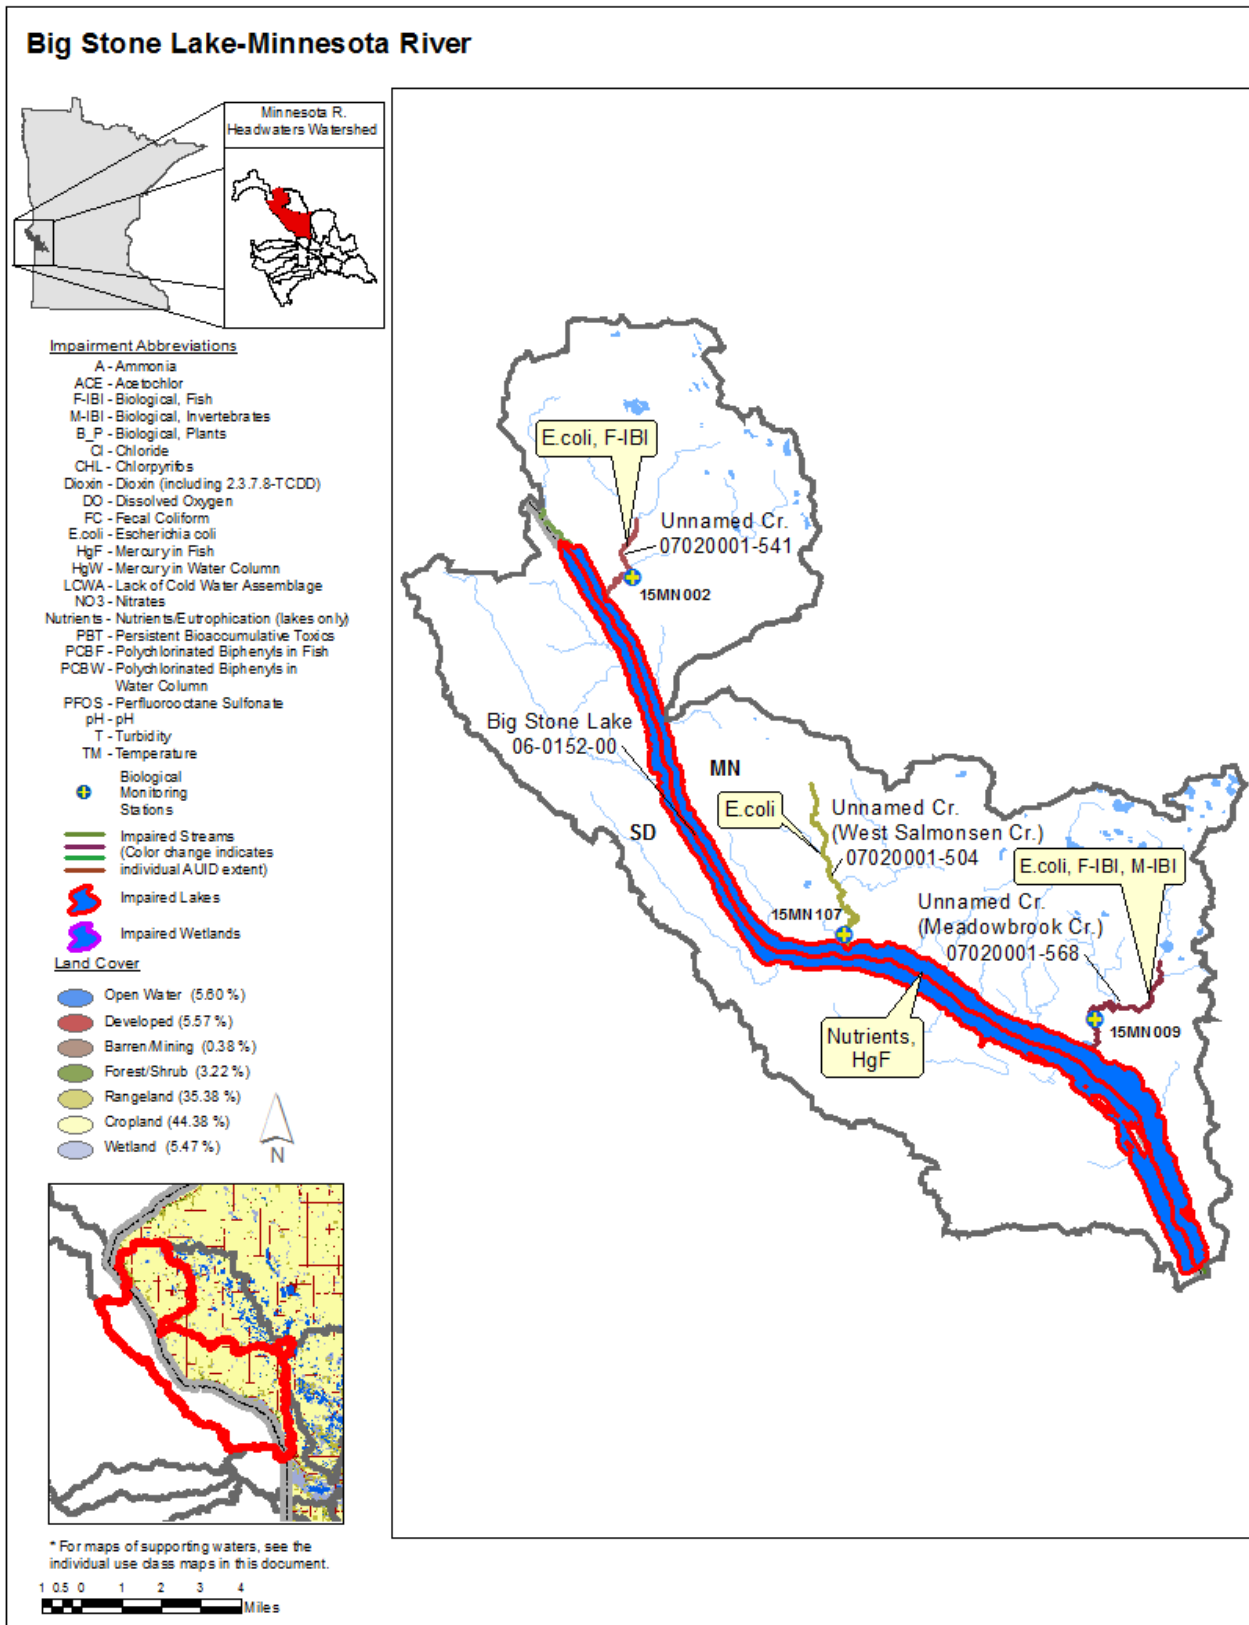 Big Stone Lake-Minnesota River
Minnesota R.
Headwaters Watershed
Impairment Abbreviations
A - Ammonia
ACE - Acetochlor
F-IBI - Biological, Fish
M-IBI - Biological, Invertebrates
B_P - Biological, Plants
Cl - Chloride
CHL - Chlorpyrifos
Dioxin - Dioxin (including 2.3.7.8-TCDD)
DO - Dissolved Oxygen
FC - Fecal Coliform
E.coli - Escherichia coli
HgF - Mercury in Fish
HgW - Mercury in Water Column
LCWA - Lack of Cold Water Assemblage
NO3 - Nitrates
Nutrients - Nutrients/Eutrophication (lakes only)
PBT - Persistent Bioaccumulative Toxics
PCBF - Polychlorinated Biphenyls in Fish
PCBW - Polychlorinated Biphenyls in
Water Column
PFOS - Perfluorooctane Sulfonate
pH - pH
T - Turbidity
TM - Temperature
Biological
Monitoring
Stations
Impaired Streams
(Color change indicates
individual AUID extent)
Impaired Lakes
Impaired Wetlands
Land Cover
Open Water (5.60 %)
Developed (5.57 %)
Barren/Mining (0.38 %)
Forest/Shrub (3.22 %)
Rangeland (35.38 %)
Cropland (44.38 %)
Wetland (5.47 %)
N
* For maps of supporting waters, see the
individual use class maps in this document.
1 0.5 0 1 2 3 4
Miles
E.coli, F-IBI
Unnamed Cr.
07020001-541
15MN002
Big Stone Lake
06-0152-00
MN
SD
E.coli
Unnamed Cr.
(West Salmonsen Cr.)
07020001-504
15MN107
E.coli, F-IBI, M-IBI
Unnamed Cr.
(Meadowbrook Cr.)
07020001-568
15MN009
Nutrients,
HgF